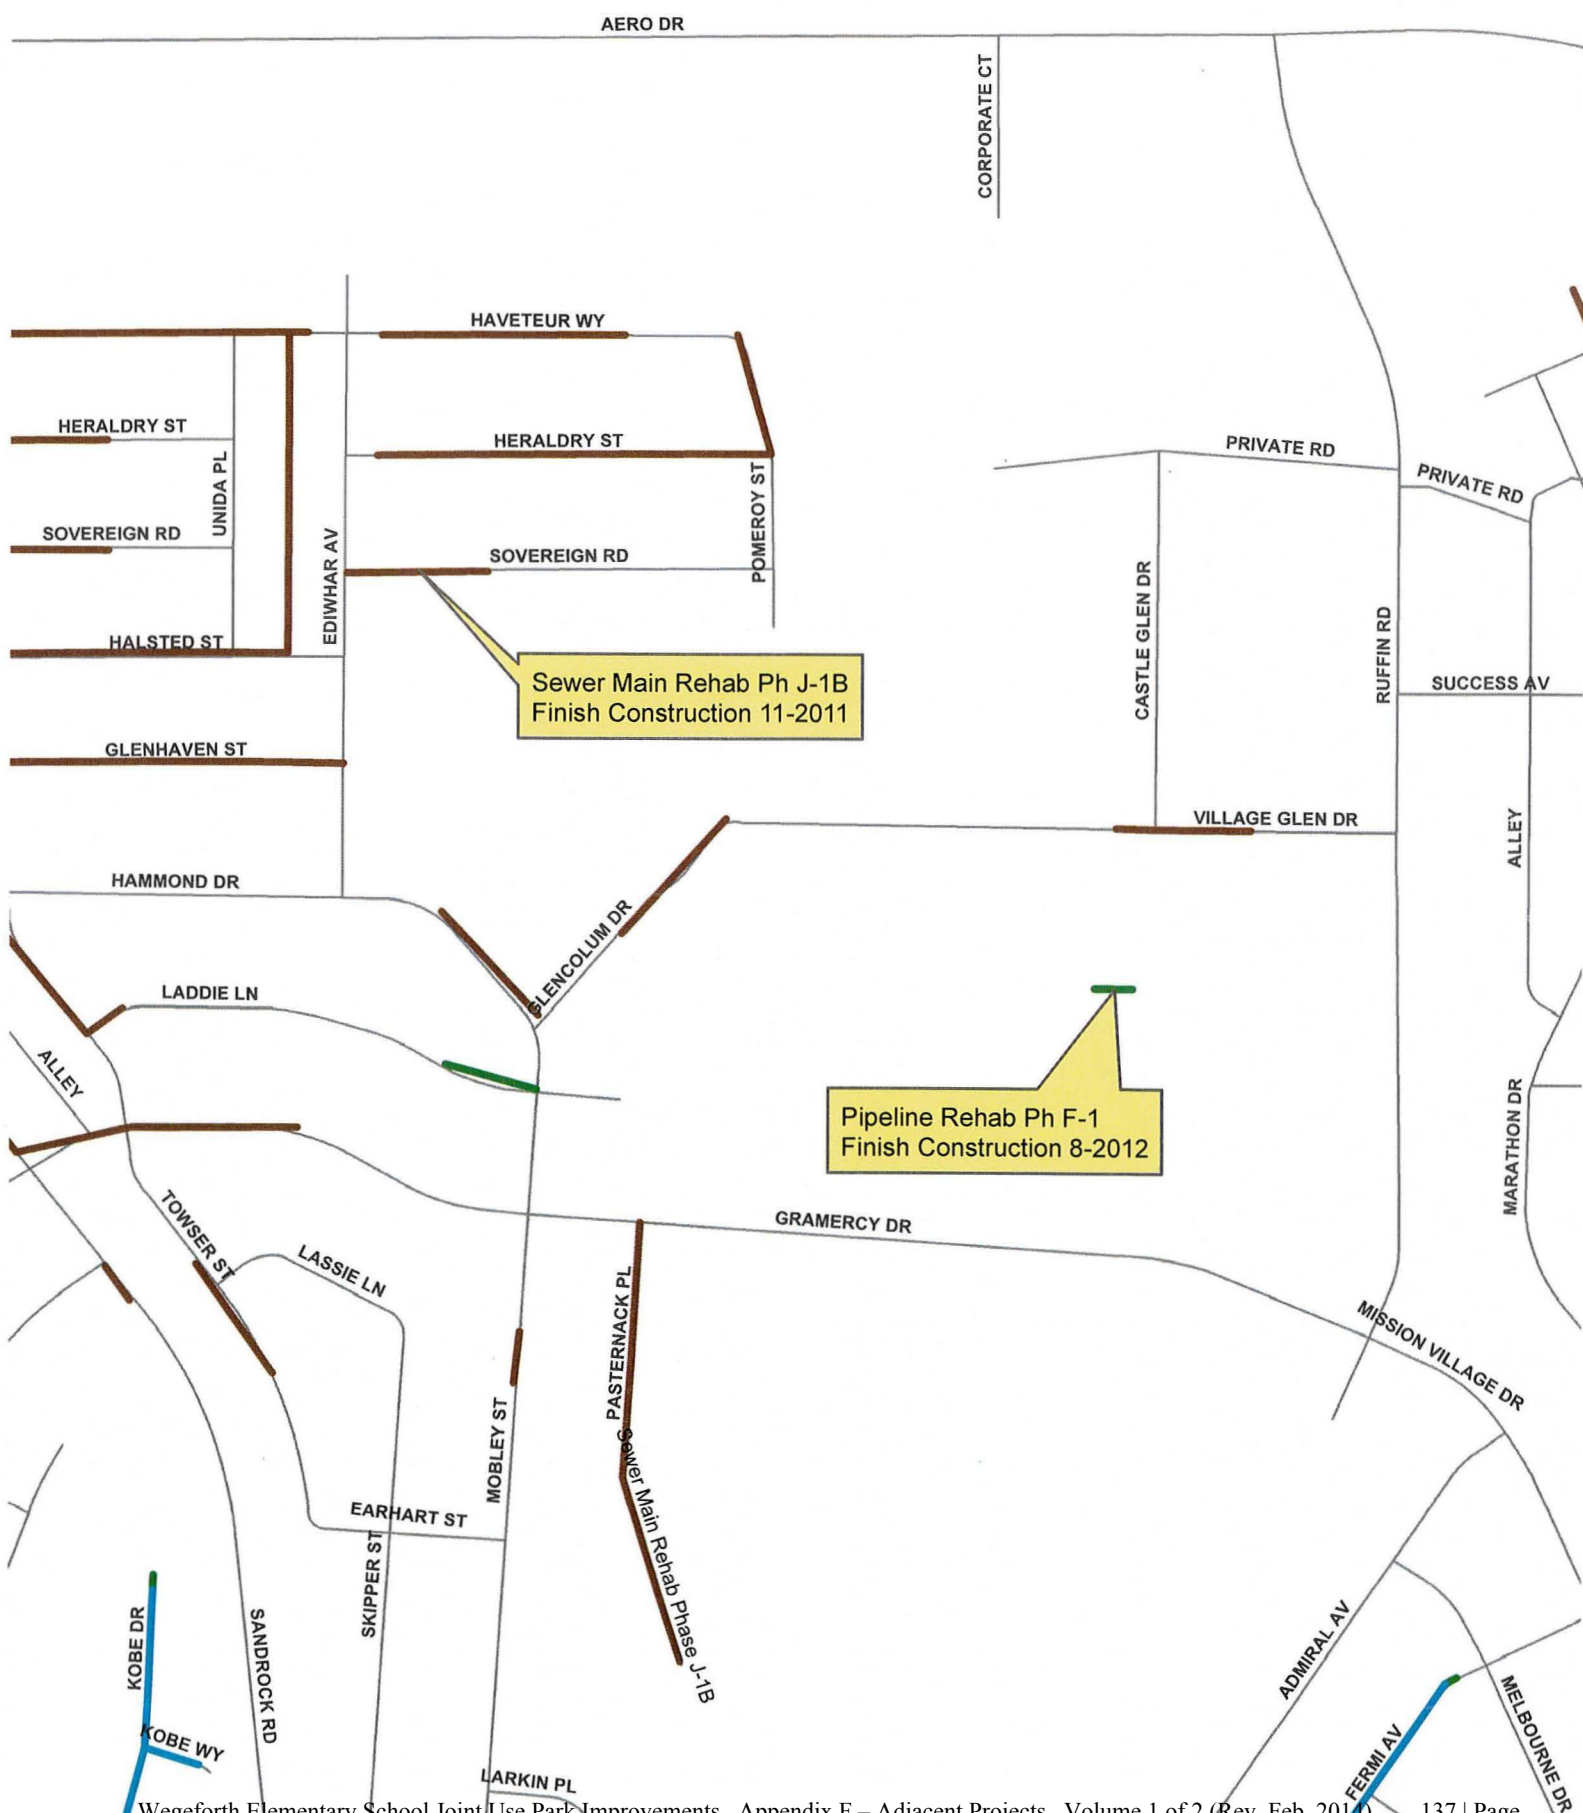 AERO DR
CORPORATE CT
HAVETEUR WY
HERALDRY ST
HERALDRY ST
PRIVATE RD
PRIVATE RD
UNIDA PL
POMEROY ST
SOVEREIGN RD
SOVEREIGN RD
EDIWHAR AV
CASTLE GLEN DR
RUFFIN RD
HALSTED ST
Sewer Main Rehab Ph J-1B
Finish Construction 11-2011
SUCCESS AV
GLENHAVEN ST
VILLAGE GLEN DR
ALLEY
HAMMOND DR
GLENCOLUM DR
LADDIE LN
ALLEY
Pipeline Rehab Ph F-1
Finish Construction 8-2012
MARATHON DR
TOWSER ST
GRAMERCY DR
LASSIE LN
PASTERNACK PL
MISSION VILLAGE DR
MOBLEY ST
Sewer Main Rehab Phase J-1B
EARHART ST
SKIPPER ST
KOBE DR
SANDROCK RD
ADMIRAL AV
KOBE WY
MELBOURNE DR
FERMI AV
LARKIN PL
Wegeforth Elementary School Joint Use Park Improvements Appendix E – Adjacent Projects Volume 1 of 2 (Rev. Feb. 2014) 137 | Page